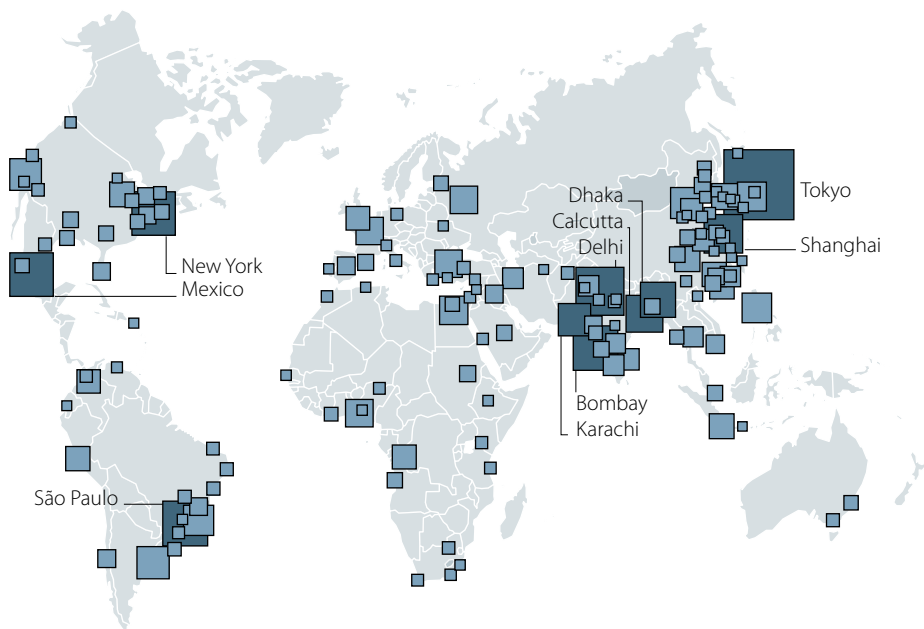 Dhaka
Calcutta
Delhi
Tokyo
Shanghai
New York
Mexico
Bombay
Karachi
São Paulo